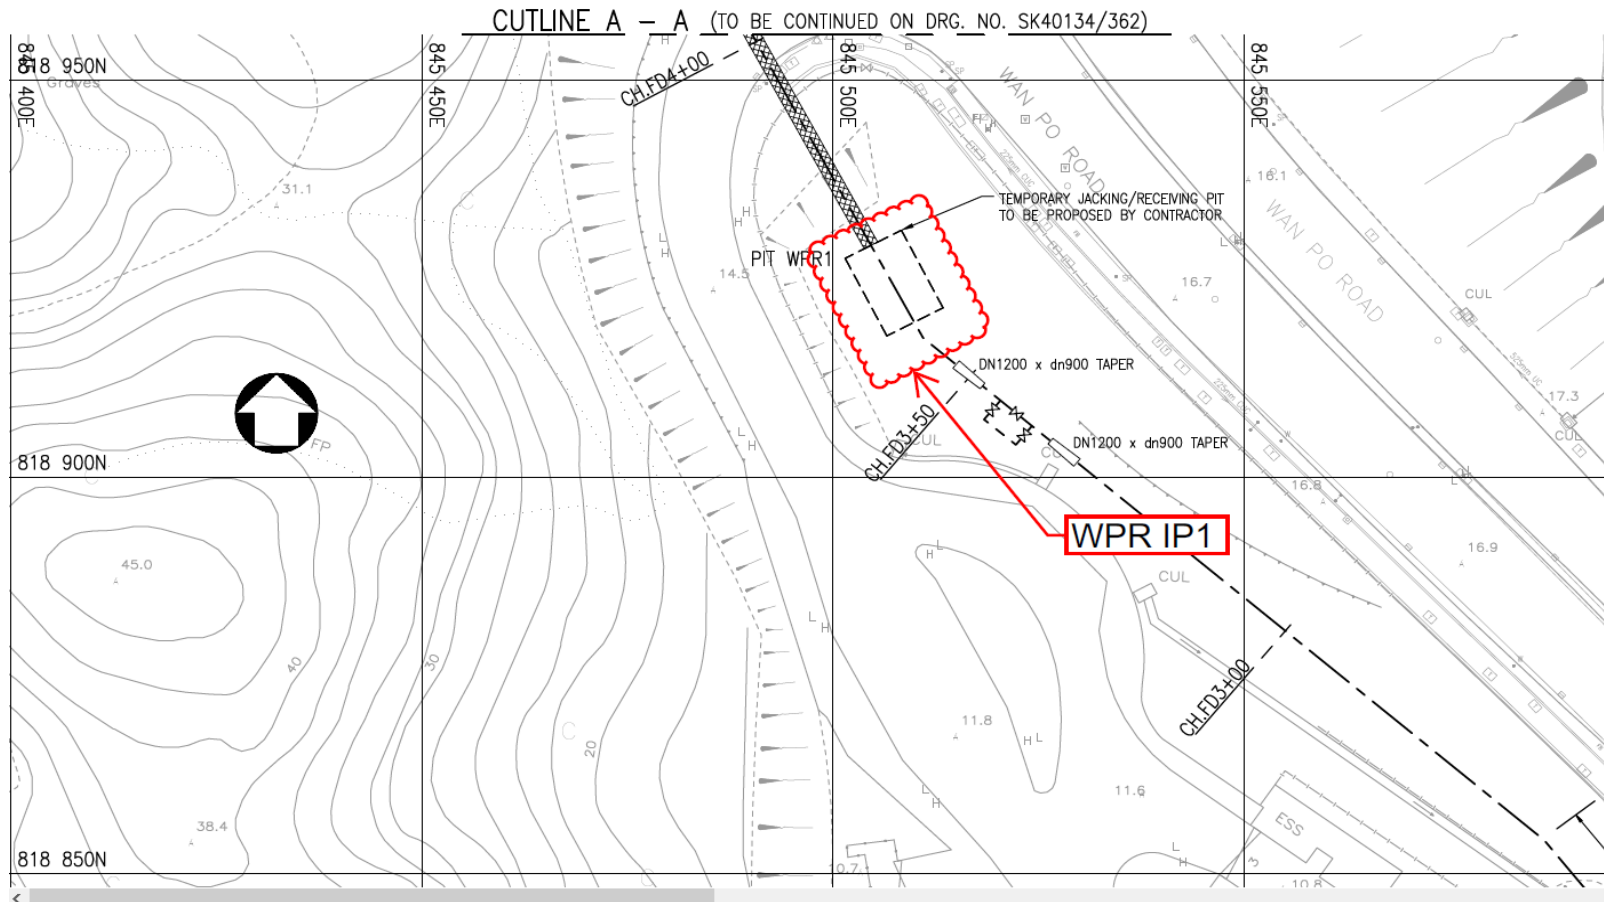 CUTLINE A - A (TO BE CONTINUED ON DRG. NO. SK40134/362)
818 950N
845 400E
845 450E
845 500E
845 550E
Graves
CH.FD4+00
WAN PO ROAD
WAN PO ROAD
31.1
16.1
TEMPORARY JACKING/RECEIVING PIT
TO BE PROPOSED BY CONTRACTOR
PIT WPR1
14.5
16.7
CUL
DN1200 x dn900 TAPER
CH.FD3+50
CUL
DN1200 x dn900 TAPER
17.3
CUL
FP
818 900N
16.8
WPR IP1
16.9
45.0
CUL
40
30
20
CH.FD3+00
11.8
11.6
38.4
ESS
3
818 850N
10.7
10.8